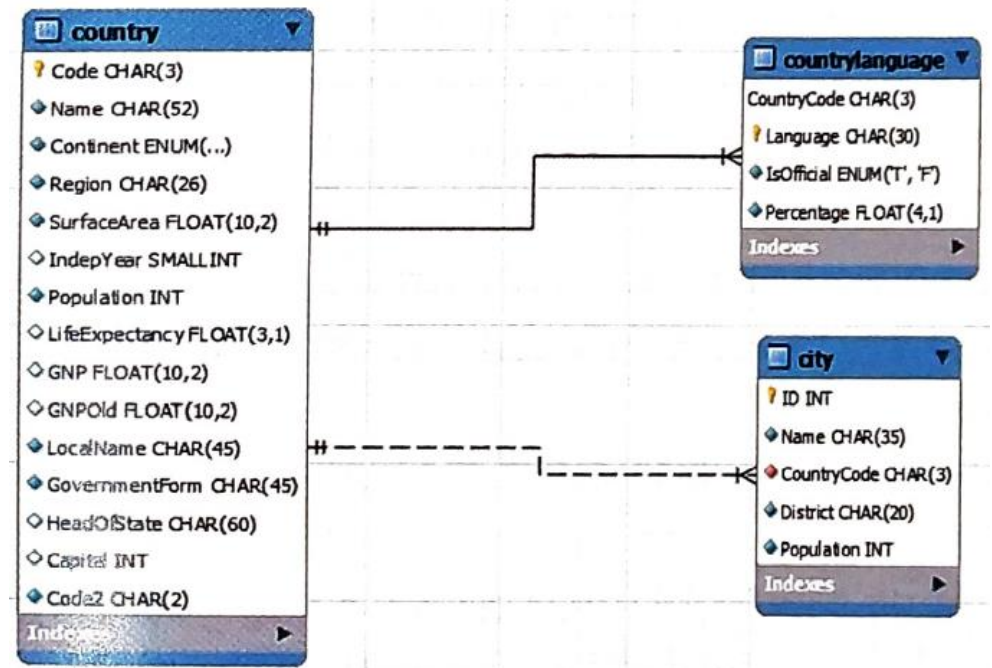 country
Code CHAR(3)
Name CHAR(52)
Continent ENUM(...)
Region CHAR(26)
SurfaceArea FLOAT(10,2)
IndepYear SMALLINT
Population INT
LifeExpectancy FLOAT(3,1)
GNP FLOAT(10,2)
GNPOld FLOAT(10,2)
LocalName CHAR(45)
GovernmentForm CHAR(45)
HeadOfState CHAR(60)
Capital INT
Code2 CHAR(2)
Indexes
countrylanguage
CountryCode CHAR(3)
Language CHAR(30)
IsOfficial ENUM('T', 'F')
Percentage FLOAT(4,1)
Indexes
city
ID INT
Name CHAR(35)
CountryCode CHAR(3)
District CHAR(20)
Population INT
Indexes